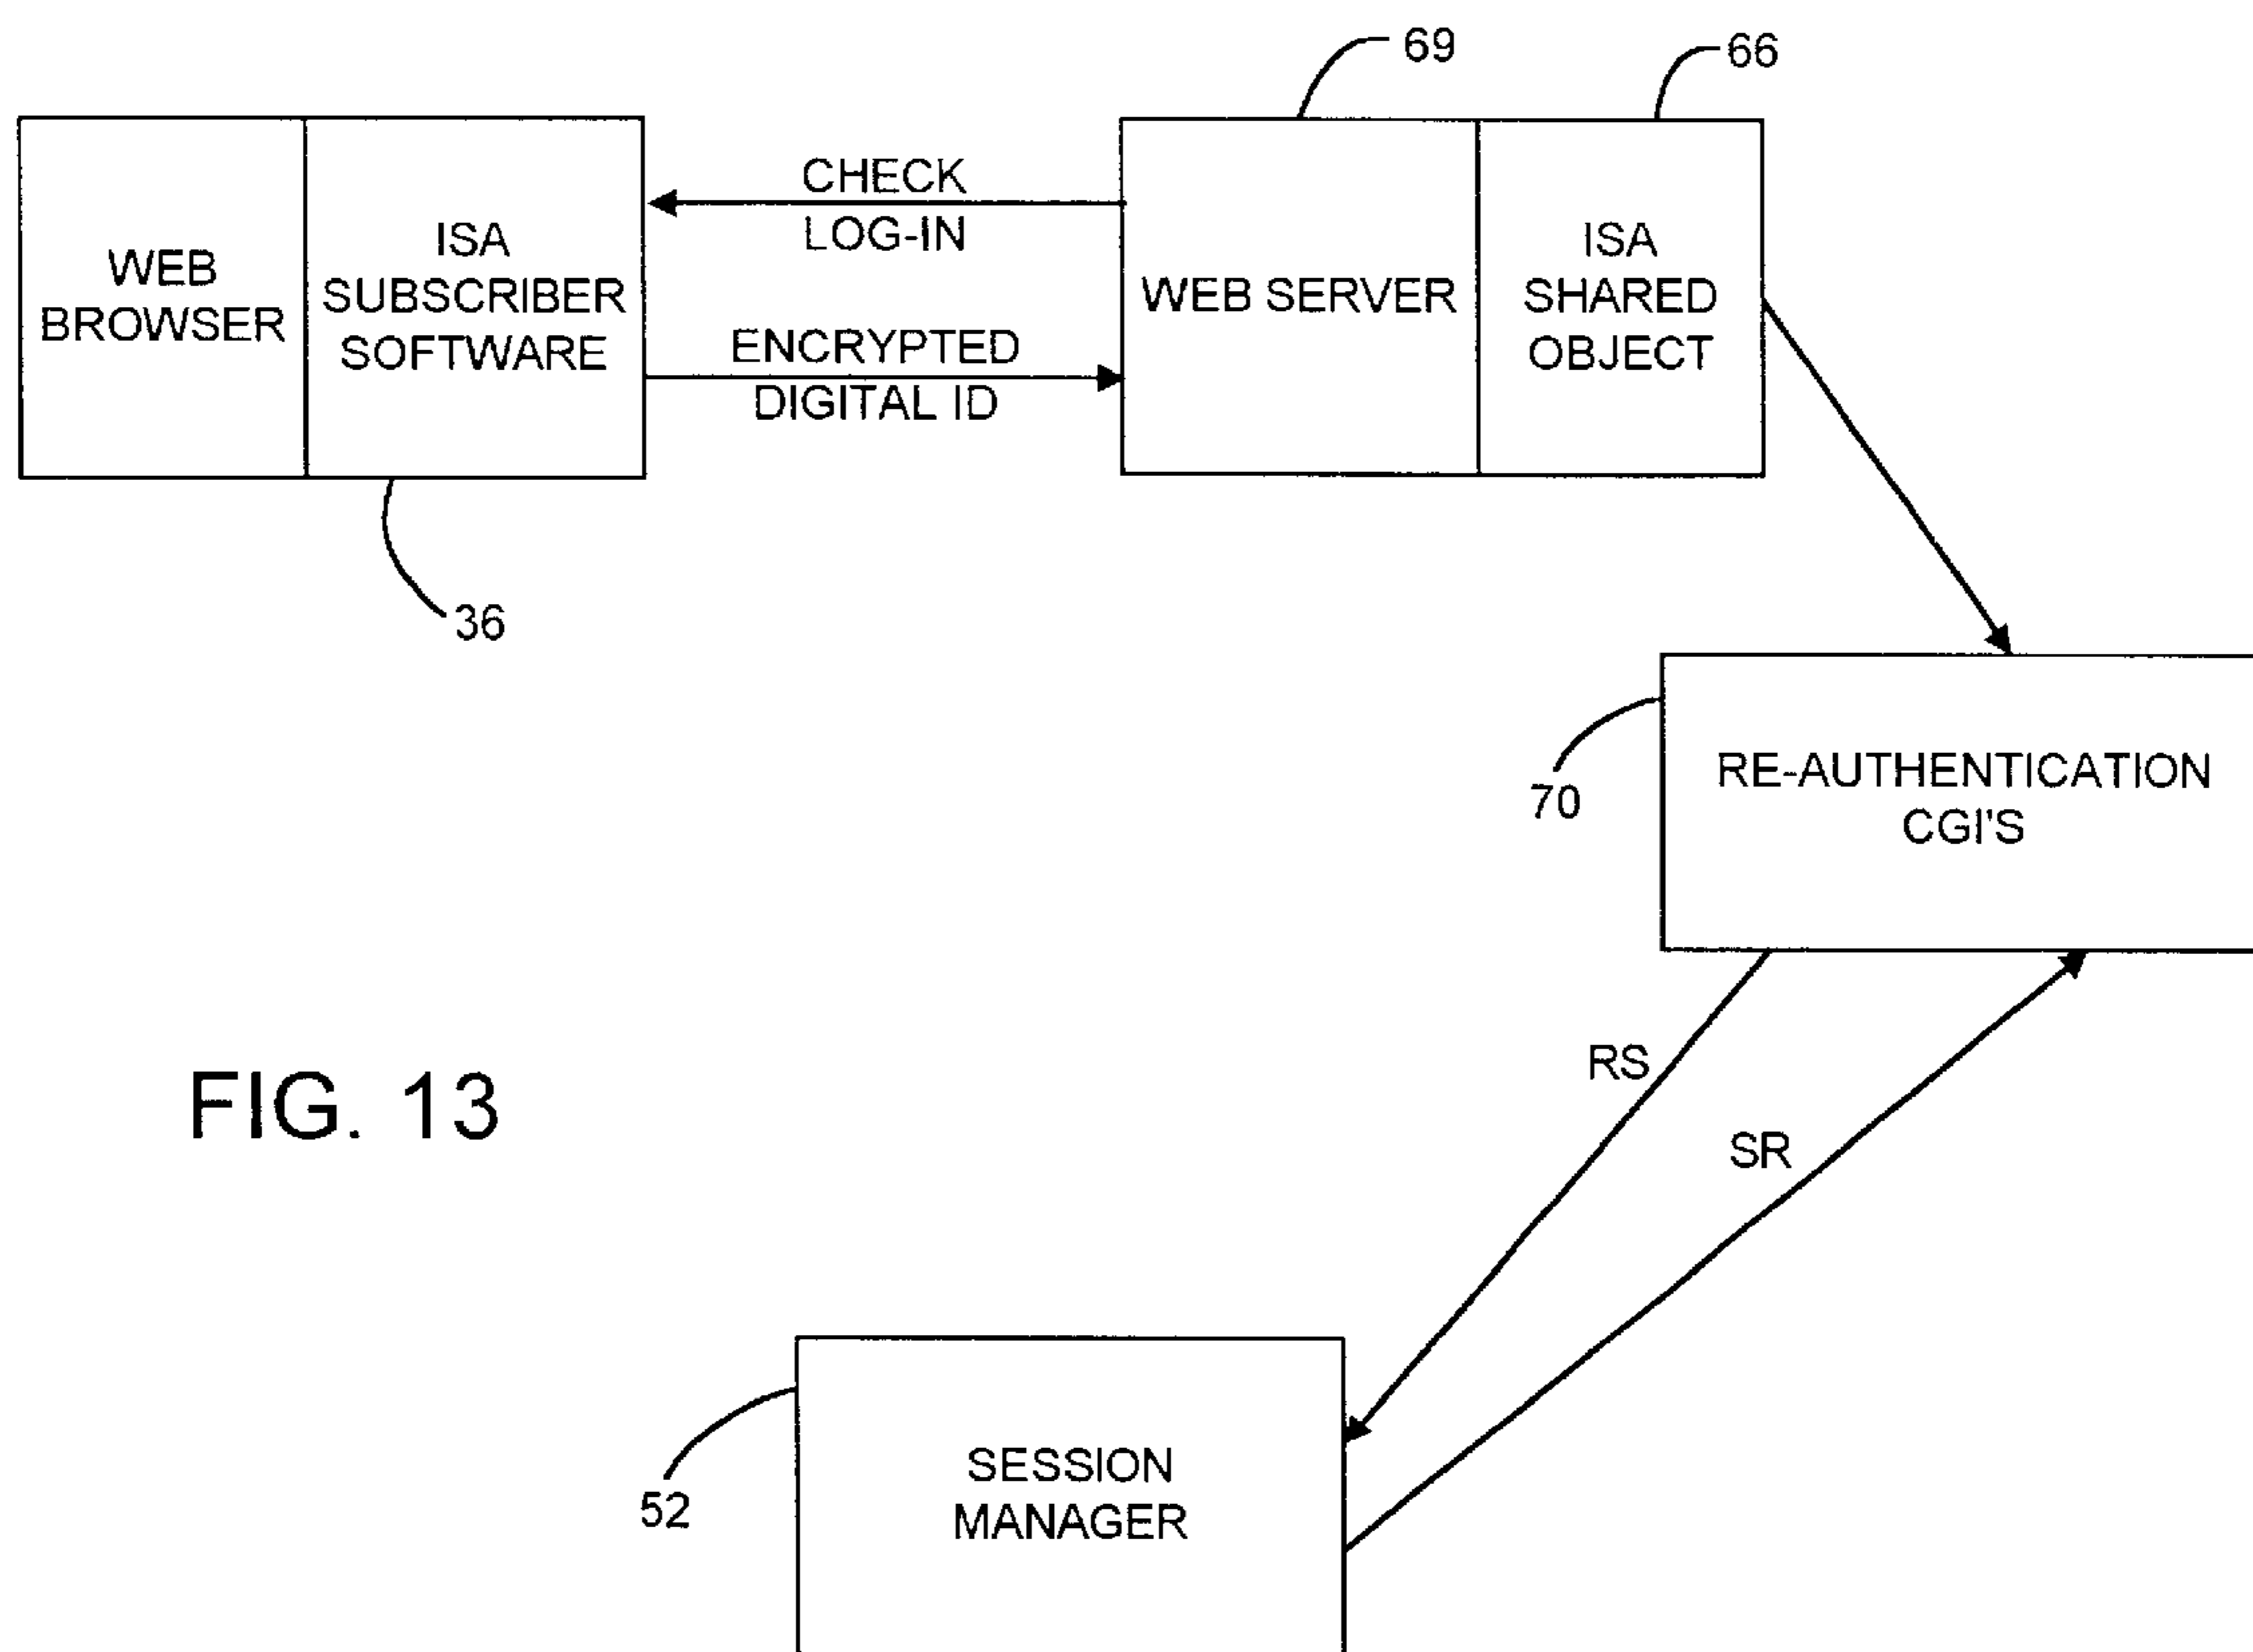 69
66
CHECK
LOG-IN
WEB
BROWSER
ISA
SUBSCRIBER
SOFTWARE
ENCRYPTED
DIGITAL ID
WEB SERVER
ISA
SHARED
OBJECT
36
70
RE-AUTHENTICATION
CGI'S
RS
SR
FIG. 13
52
SESSION
MANAGER